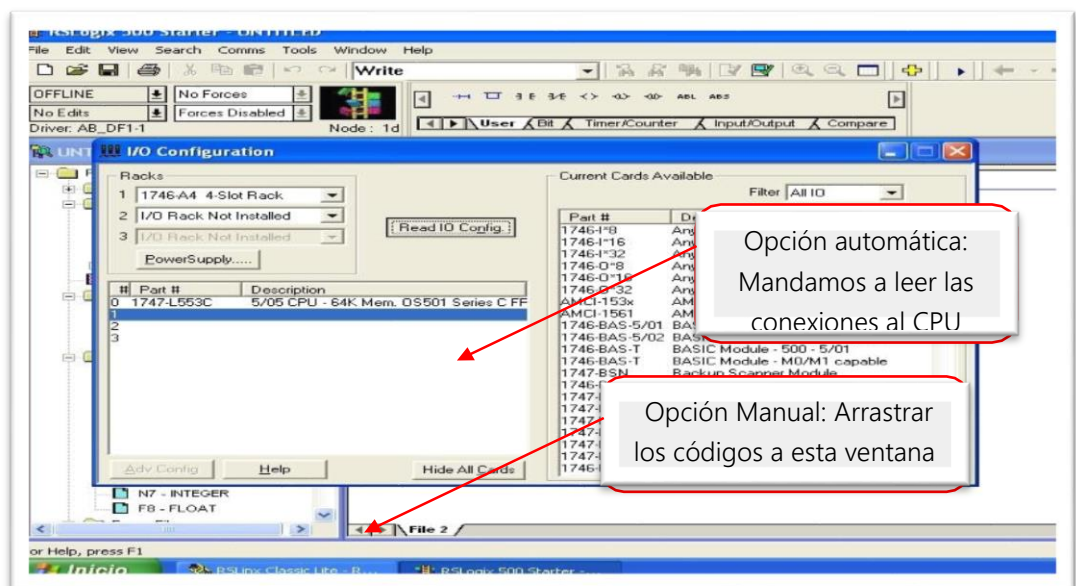 RSLogix 500 Starter - UNTITLED
File Edit View Search Comms Tools Window Help
Write
OFFLINE No Forces
No Edits Forces Disabled
Driver: AB_DF1-1 Node : 1d
ABL ABS
User Bit Timer/Counter Input/Output Compare
UNT
I/O Configuration
Racks
1 1746-A4 4-Slot Rack
2 I/O Rack Not Installed
3 I/O Rack Not Installed
PowerSupply.....
Read IO Config.
# Part # Description
0 1747-L553C 5/05 CPU - 64K Mem. OS501 Series C FF
1
2
3
Adv Config Help Hide All Cards
Current Cards Available
Filter All IO
Part #
1746-I*8
1746-I*16
1746-I*32
1746-O*8
1746-O*16
1746-O*32
AMCI-153x
AMCI-1561
1746-BAS-5/01
1746-BAS-5/02
1746-BAS-T BASIC Module - 500 - 5/01
1746-BAS-T BASIC Module - M0/M1 capable
1747-BSN Backup Scanner Module
Opción automática:
Mandamos a leer las
conexiones al CPU
Opción Manual: Arrastrar
los códigos a esta ventana
N7 - INTEGER
F8 - FLOAT
File 2
or Help, press F1
Inicio RSLinx Classic Lite - R... RSLogix 500 Starter - ...